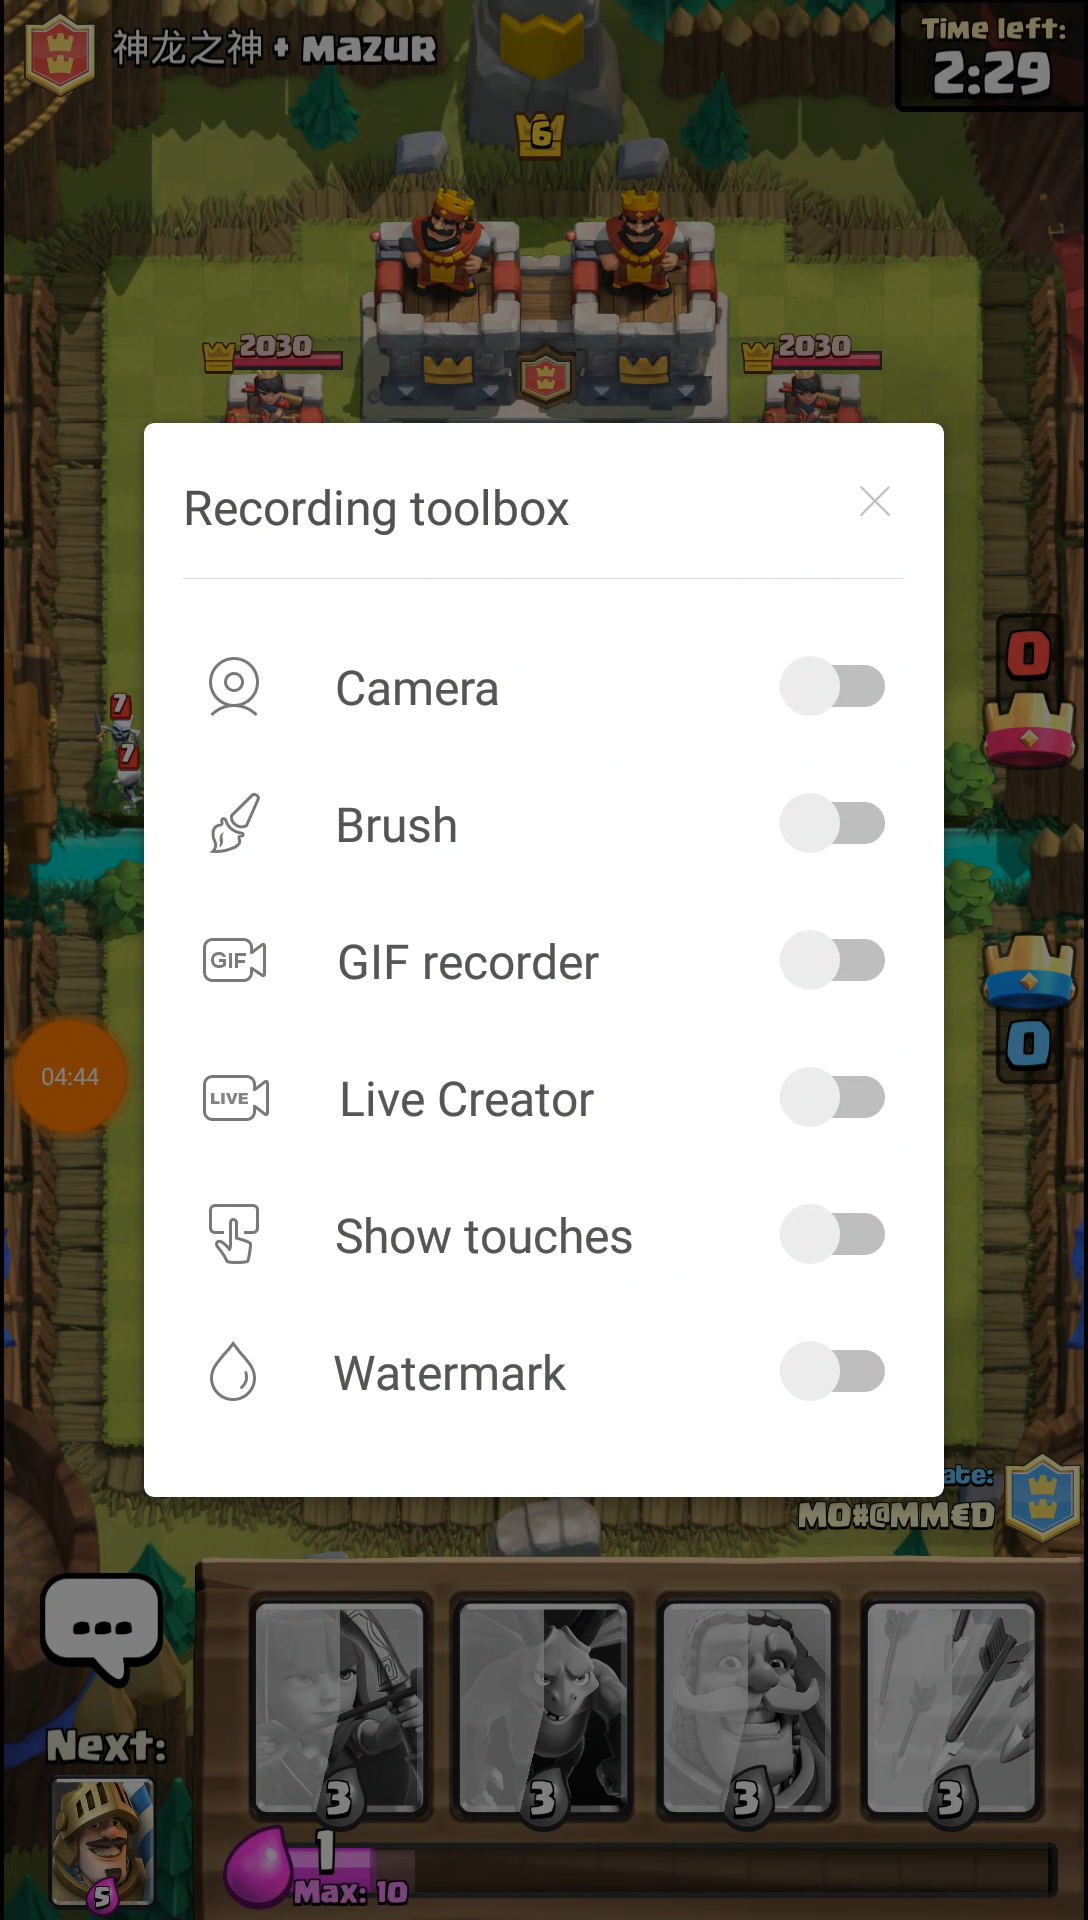 神龙之神 + Mazur
Time left:
2:29
6
2030
2030
Recording toolbox
Camera
0
7
7
Brush
GIF
GIF recorder
04:44
0
LIVE
Live Creator
Show touches
Watermark
ate:
MO#@MM€D
...
Next:
3
3
3
3
5
1
Max: 10